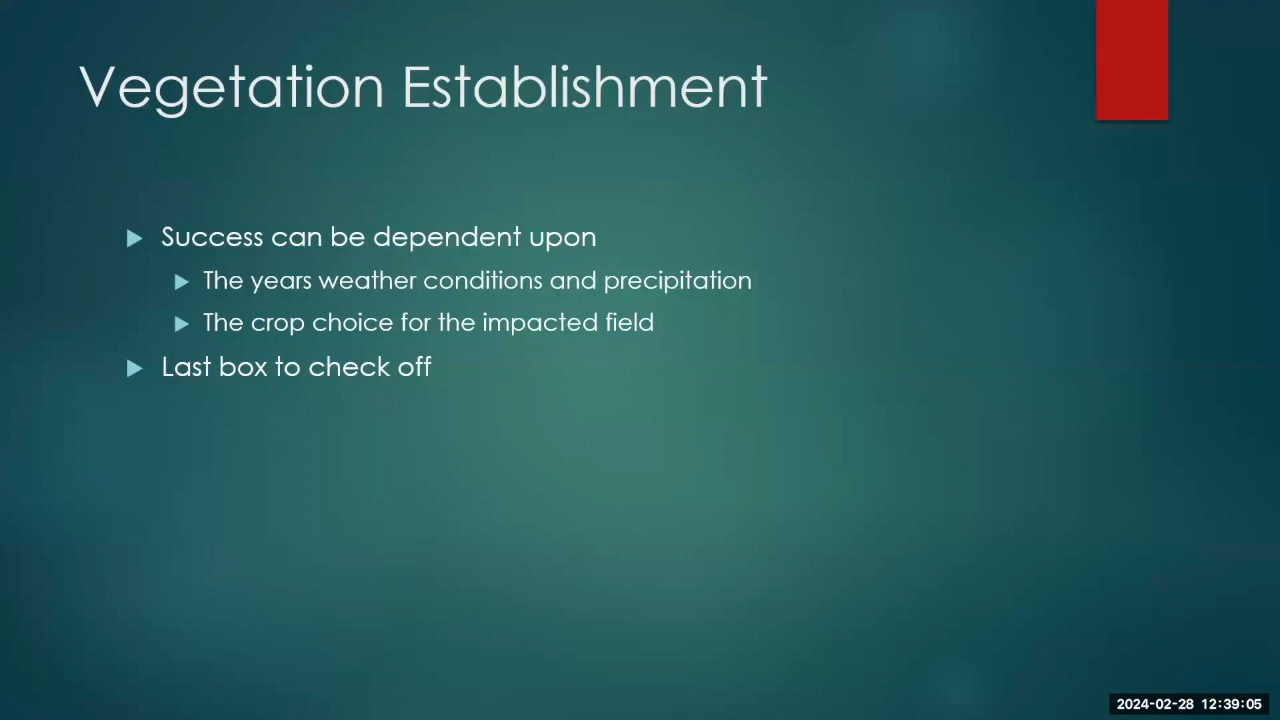 Vegetation Establishment
Success can be dependent upon
The years weather conditions and precipitation
The crop choice for the impacted field
Last box to check off
2024-02-28 12:39:05